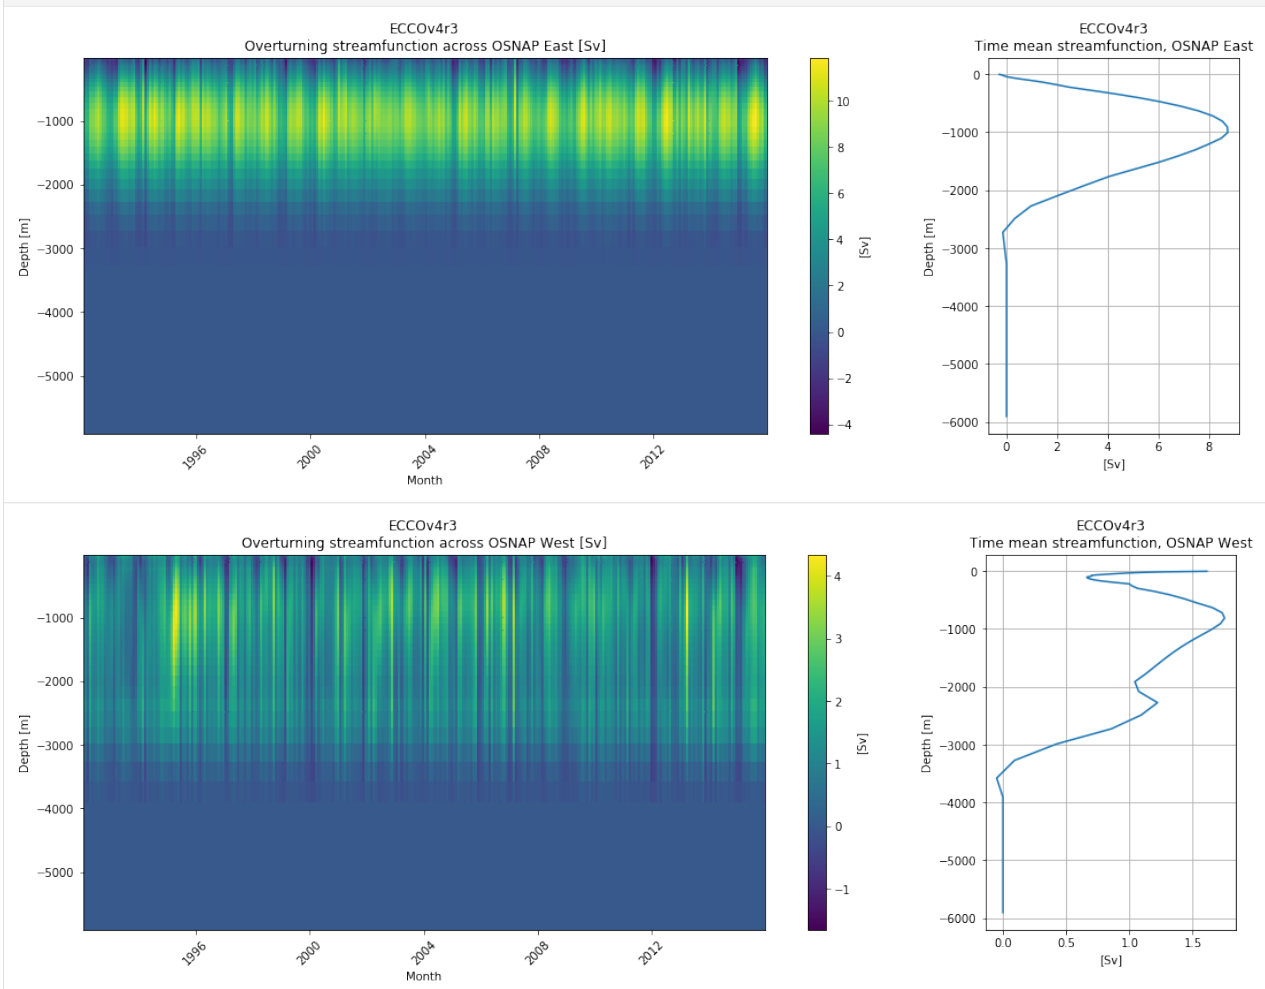 ECCOv4r3
Overturning streamfunction across OSNAP East [Sv]
−1000
−2000
−3000
−4000
−5000
Depth [m]
1996
2000
2004
2008
2012
Month
10
8
6
4
2
0
−2
−4
[Sv]
ECCOv4r3
Time mean streamfunction, OSNAP East
0
−1000
−2000
−3000
−4000
−5000
−6000
Depth [m]
0 2 4 6 8
[Sv]
ECCOv4r3
Overturning streamfunction across OSNAP West [Sv]
−1000
−2000
−3000
−4000
−5000
Depth [m]
1996
2000
2004
2008
2012
Month
4
3
2
1
0
−1
[Sv]
ECCOv4r3
Time mean streamfunction, OSNAP West
0
−1000
−2000
−3000
−4000
−5000
−6000
Depth [m]
0.0 0.5 1.0 1.5
[Sv]